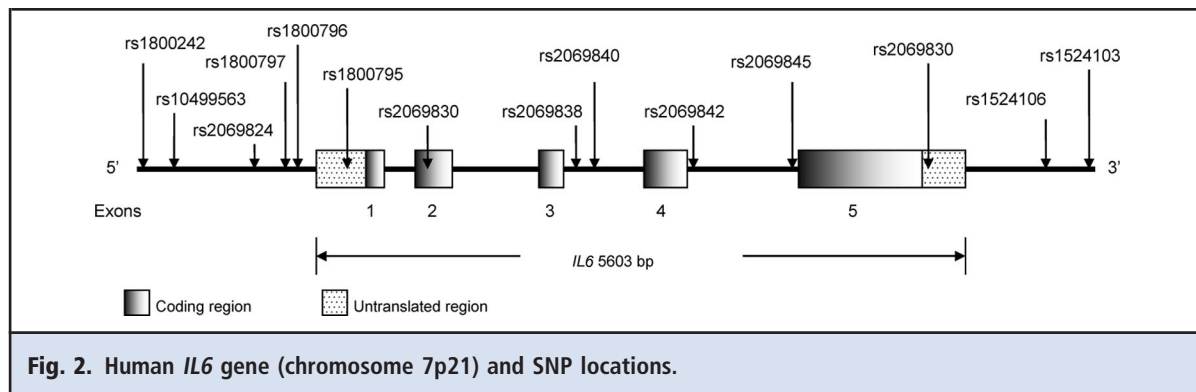 rs1800796
rs1800242
rs2069840
rs2069830
rs1524103
rs1800797
rs2069845
rs1800795
rs10499563
rs2069830
rs2069838
rs2069842
rs1524106
rs2069824
5'
3'
Exons 1 2 3 4 5
IL6 5603 bp
Coding region Untranslated region
Fig. 2. Human IL6 gene (chromosome 7p21) and SNP locations.